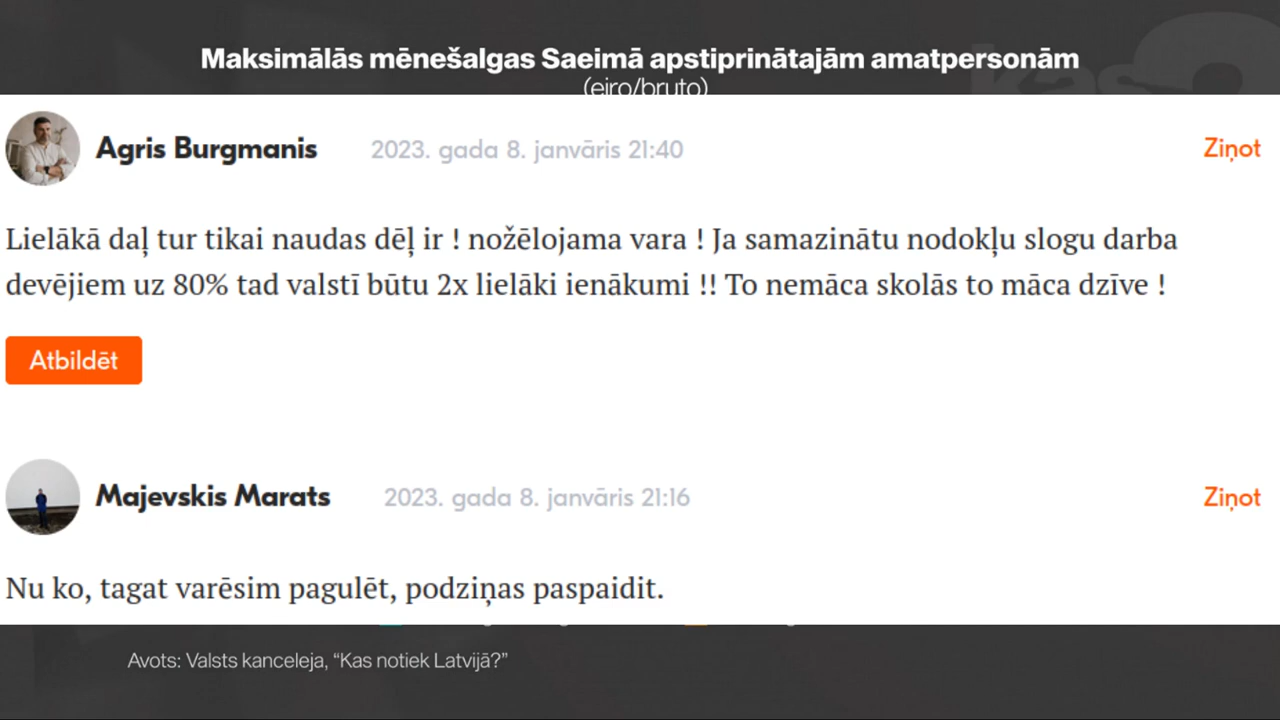 Maksimālās mēnešalgas Saeimā apstiprinātajām amatpersonām
(eiro/bruto)
Agris Burgmanis 2023. gada 8. janvāris 21:40 Ziņot
Lielākā daļ tur tikai naudas dēļ ir ! nožēlojama vara ! Ja samazinātu nodokļu slogu darba
devējiem uz 80% tad valstī būtu 2x lielāki ienākumi !! To nemāca skolās to māca dzīve !
Atbildēt
Majevskis Marats 2023. gada 8. janvāris 21:16 Ziņot
Nu ko, tagat varēsim pagulēt, podziņas paspaidit.
Avots: Valsts kanceleja, “Kas notiek Latvijā?”